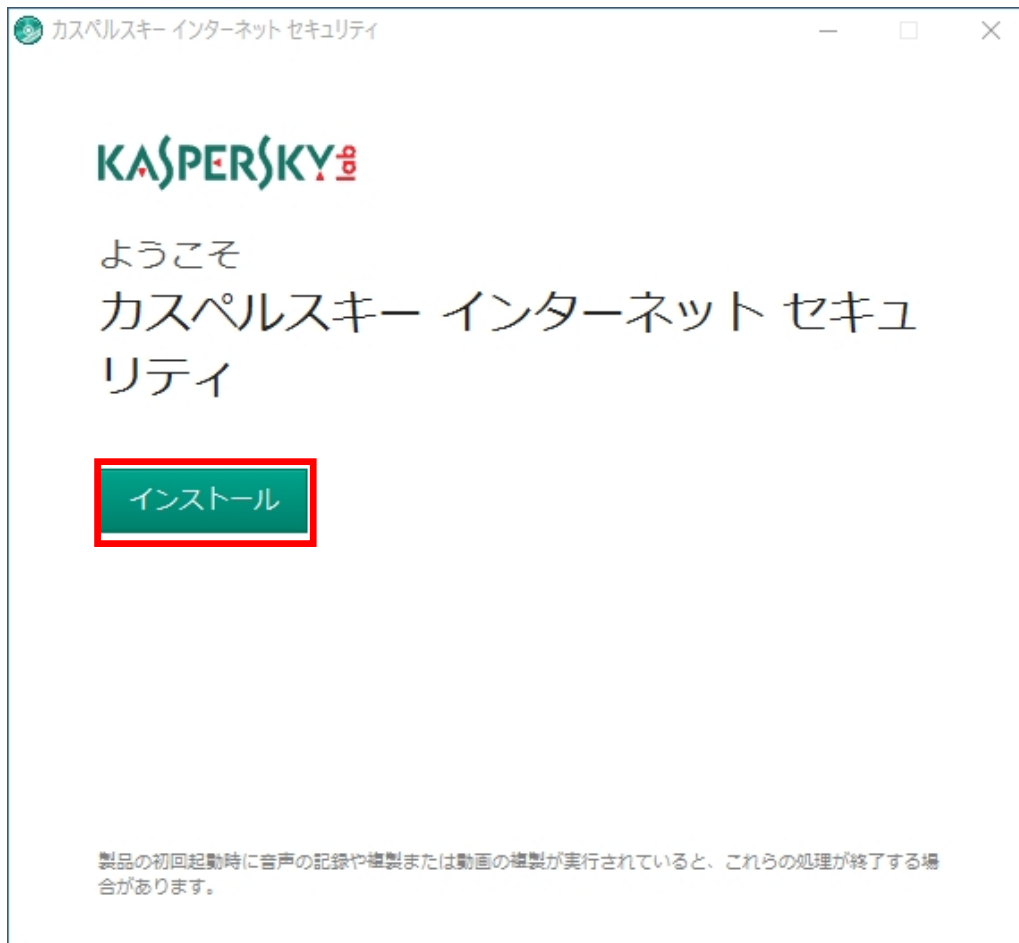 カスペルスキー インターネット セキュリティ
KASPERSKY lab
ようこそ
カスペルスキー インターネット セキュ
リティ
インストール
製品の初回起動時に音声の記録や複製または動画の複製が実行されていると、これらの処理が終了する場
合があります。